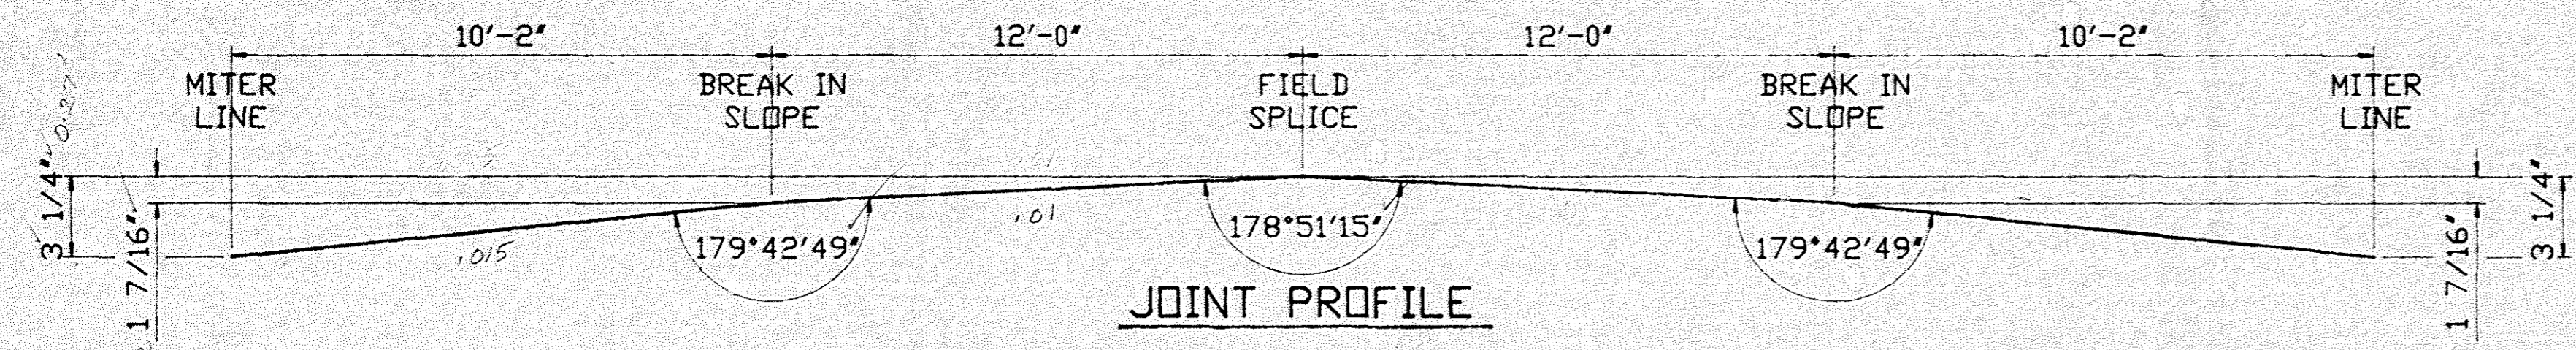 10'-2" 12'-0" 12'-0" 10'-2"
MITER BREAK IN FIELD BREAK IN MITER
LINE SLOPE SPLICE SLOPE LINE
3 1/4" 0.27'
1 7/16"
.015 .01
.015 .01
179°42'49" 178°51'15" 179°42'49"
3 1/4"
1 7/16"
JOINT PROFILE